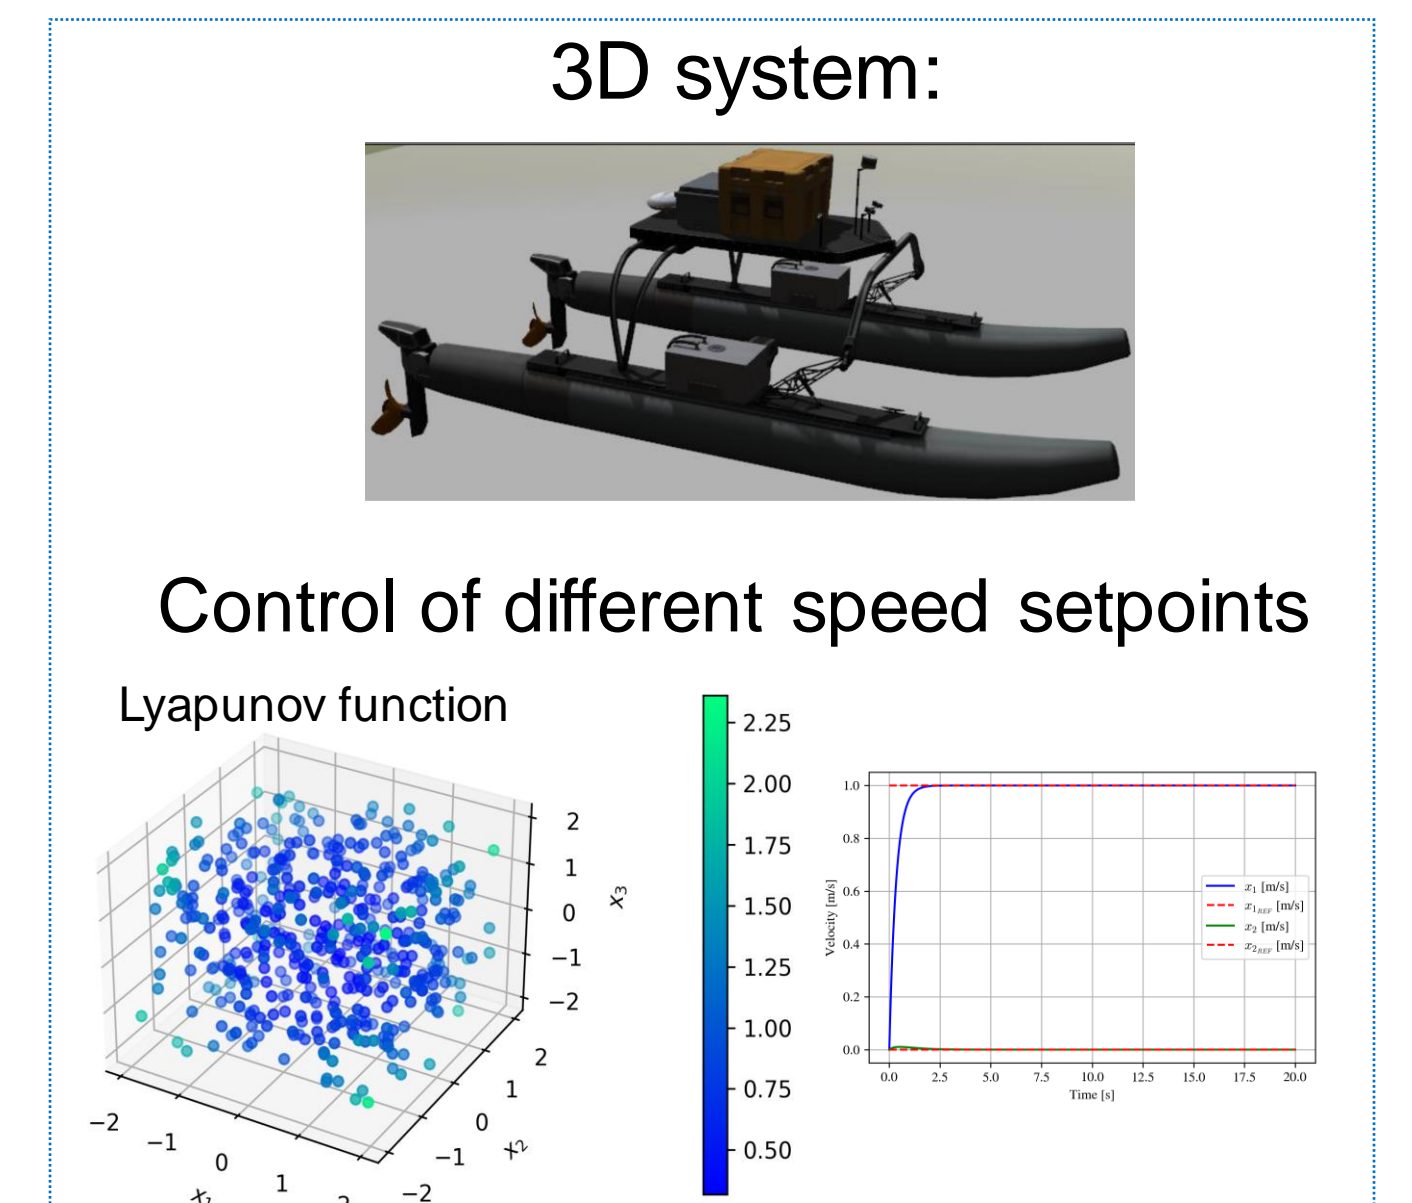 3D system:
Control of different speed setpoints
Lyapunov function
2
1
0
−1
−2
x3
2
1
0
−1
−2
x2
−2
−1
0
1
2
x1
2.25
2.00
1.75
1.50
1.25
1.00
0.75
0.50
1.0
0.8
0.6
0.4
0.2
0.0
Velocity [m/s]
x1 [m/s]
x1REF [m/s]
x2 [m/s]
x2REF [m/s]
0.0 2.5 5.0 7.5 10.0 12.5 15.0 17.5 20.0
Time [s]